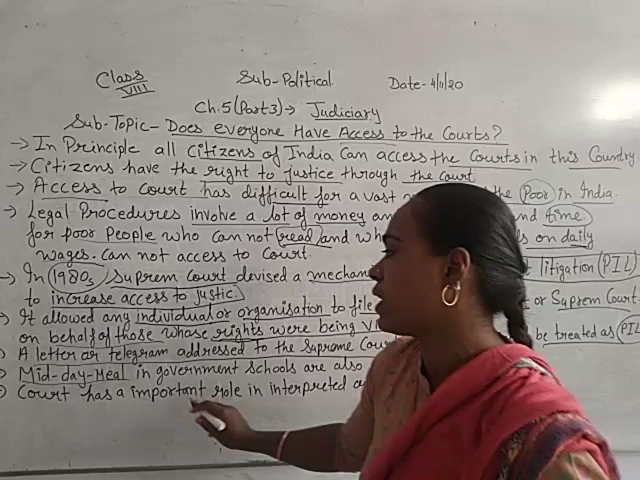 Class VIII Sub-Political Date-4/11/20
Ch.5(Part3)→ Judiciary
Sub-Topic- Does everyone Have Access to the Courts?
→ In Principle all citizens of India can access the Courts in this Country.
→ Citizens have the right to justice through the court.
→ Access to Court has difficult for a vast the Poor in India.
→ Legal Procedures involve a lot of money and time
for poor People who can not read and on daily
wages. can not access to court.
→ In 1980s Suprem Court devised a litigation (PIL)
to increase access to justic.
→ It allowed any individual or organisation to file or Suprem Court
on behalf of those whose rights were being be treated as (PIL
→ A letter or telegram addressed to the Supreme
→ Mid-day-Meal in government schools are also
→ Court has a important role in interpreted